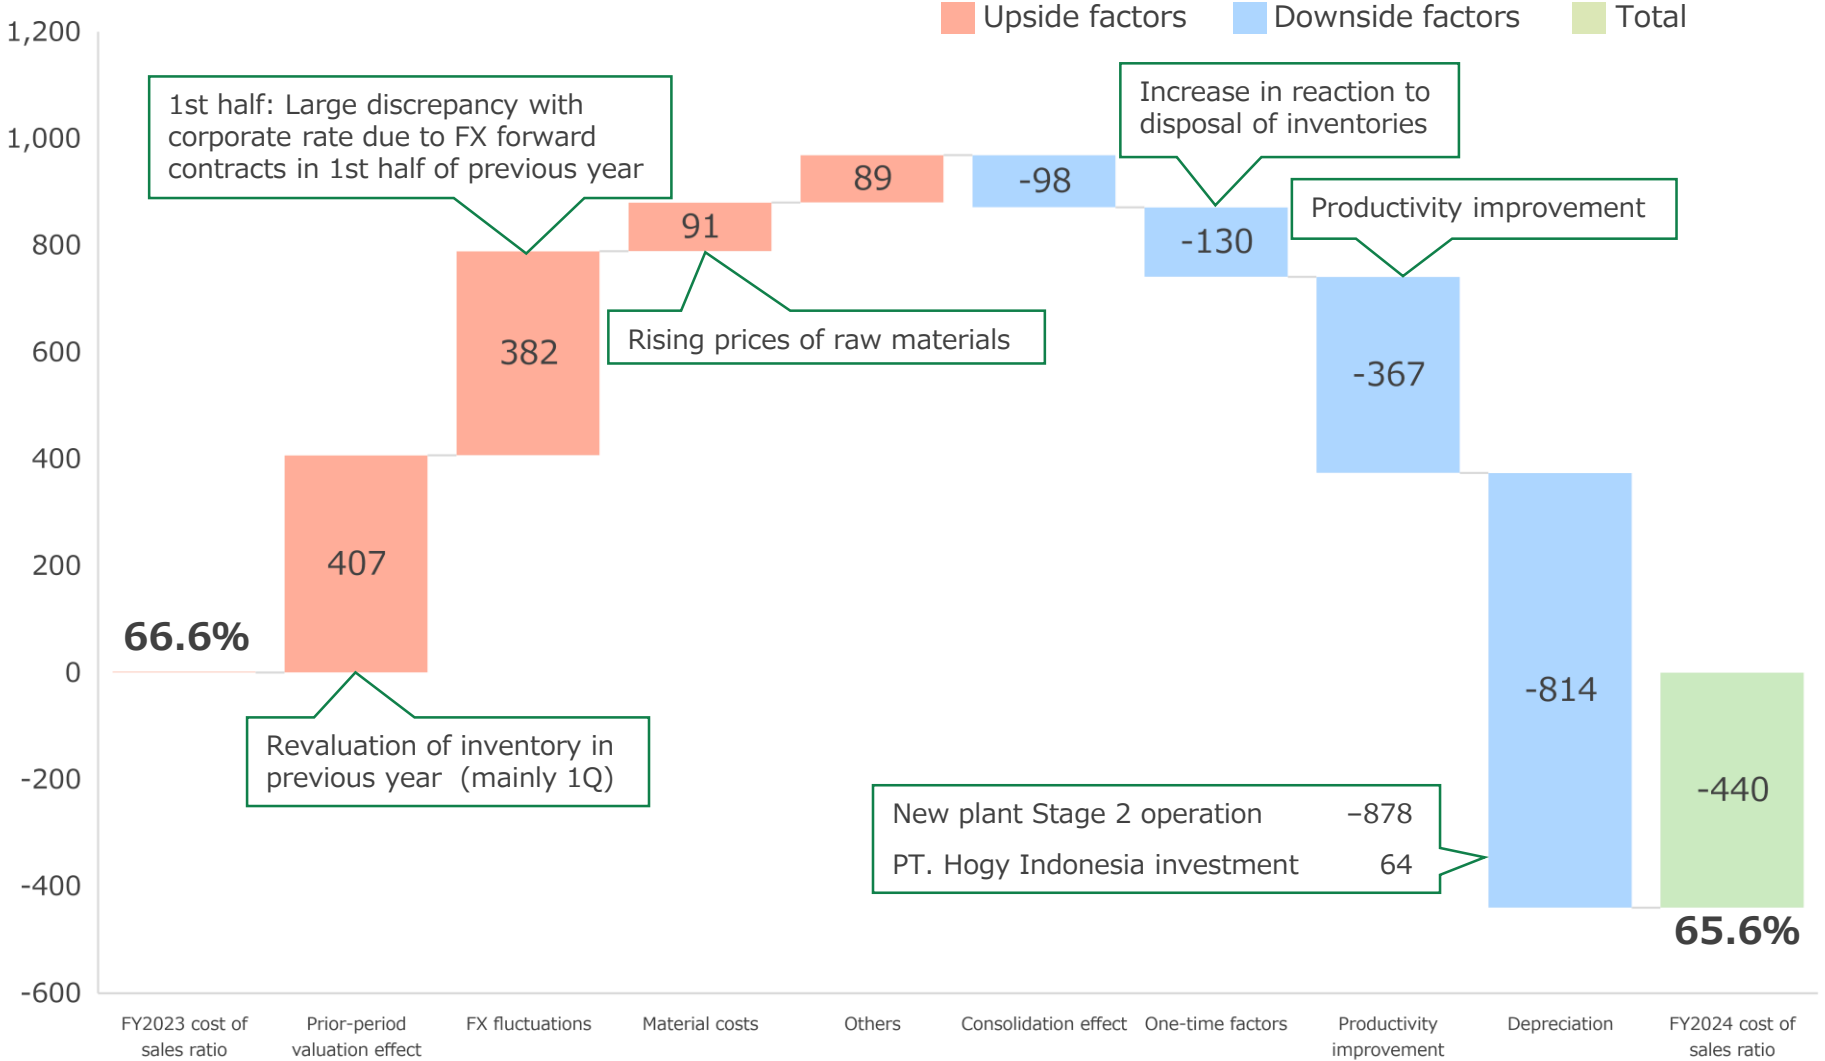 Upside factors
Downside factors
Total
1,200
1,000
800
600
400
200
0
-200
-400
-600
1st half: Large discrepancy with
corporate rate due to FX forward
contracts in 1st half of previous year
Increase in reaction to
disposal of inventories
Productivity improvement
Rising prices of raw materials
Revaluation of inventory in
previous year (mainly 1Q)
New plant Stage 2 operation –878
PT. Hogy Indonesia investment 64
66.6%
407
382
91
89
-98
-130
-367
-814
-440
65.6%
FY2023 cost of
sales ratio
Prior-period
valuation effect
FX fluctuations
Material costs
Others
Consolidation effect
One-time factors
Productivity
improvement
Depreciation
FY2024 cost of
sales ratio